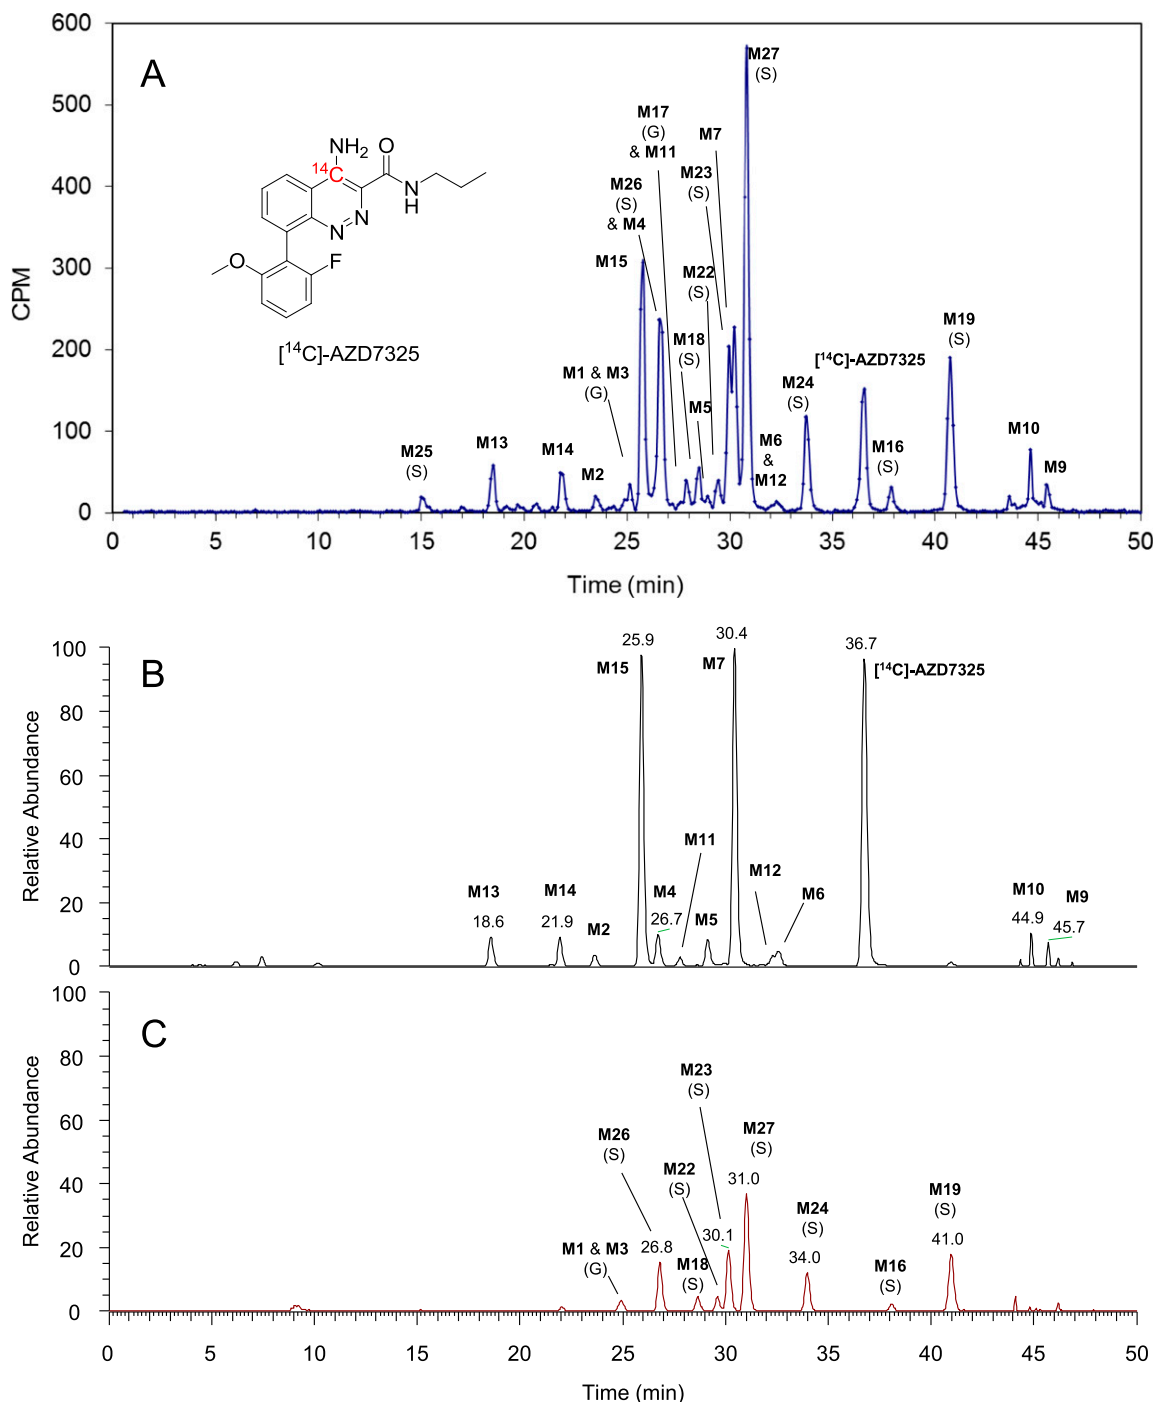 A
600
500
400
300
200
100
0
CPM
NH₂
O
¹⁴C
N
H
N
N
O
F
[¹⁴C]-AZD7325
M25
(S)
M13
M14
M2
M1 & M3
(G)
M15
M26
(S)
& M4
M17
(G)
& M11
M18
(S)
M5
M22
(S)
M23
(S)
M7
M27
(S)
M6
&
M12
M24
(S)
[¹⁴C]-AZD7325
M16
(S)
M19
(S)
M10
M9
0 5 10 15 20 25 30 35 40 45 50
Time (min)
B
100
80
60
40
20
0
Relative Abundance
M13
18.6
M14
21.9
M2
25.9
M15
M4
26.7
M11
M5
30.4
M7
M12
M6
36.7
[¹⁴C]-AZD7325
M10
44.9
M9
45.7
C
100
80
60
40
20
0
Relative Abundance
M1 & M3
(G)
M26
(S)
26.8
M18
(S)
M22
(S)
M23
(S)
30.1
M27
(S)
31.0
M24
(S)
34.0
M16
(S)
M19
(S)
41.0
0 5 10 15 20 25 30 35 40 45 50
Time (min)